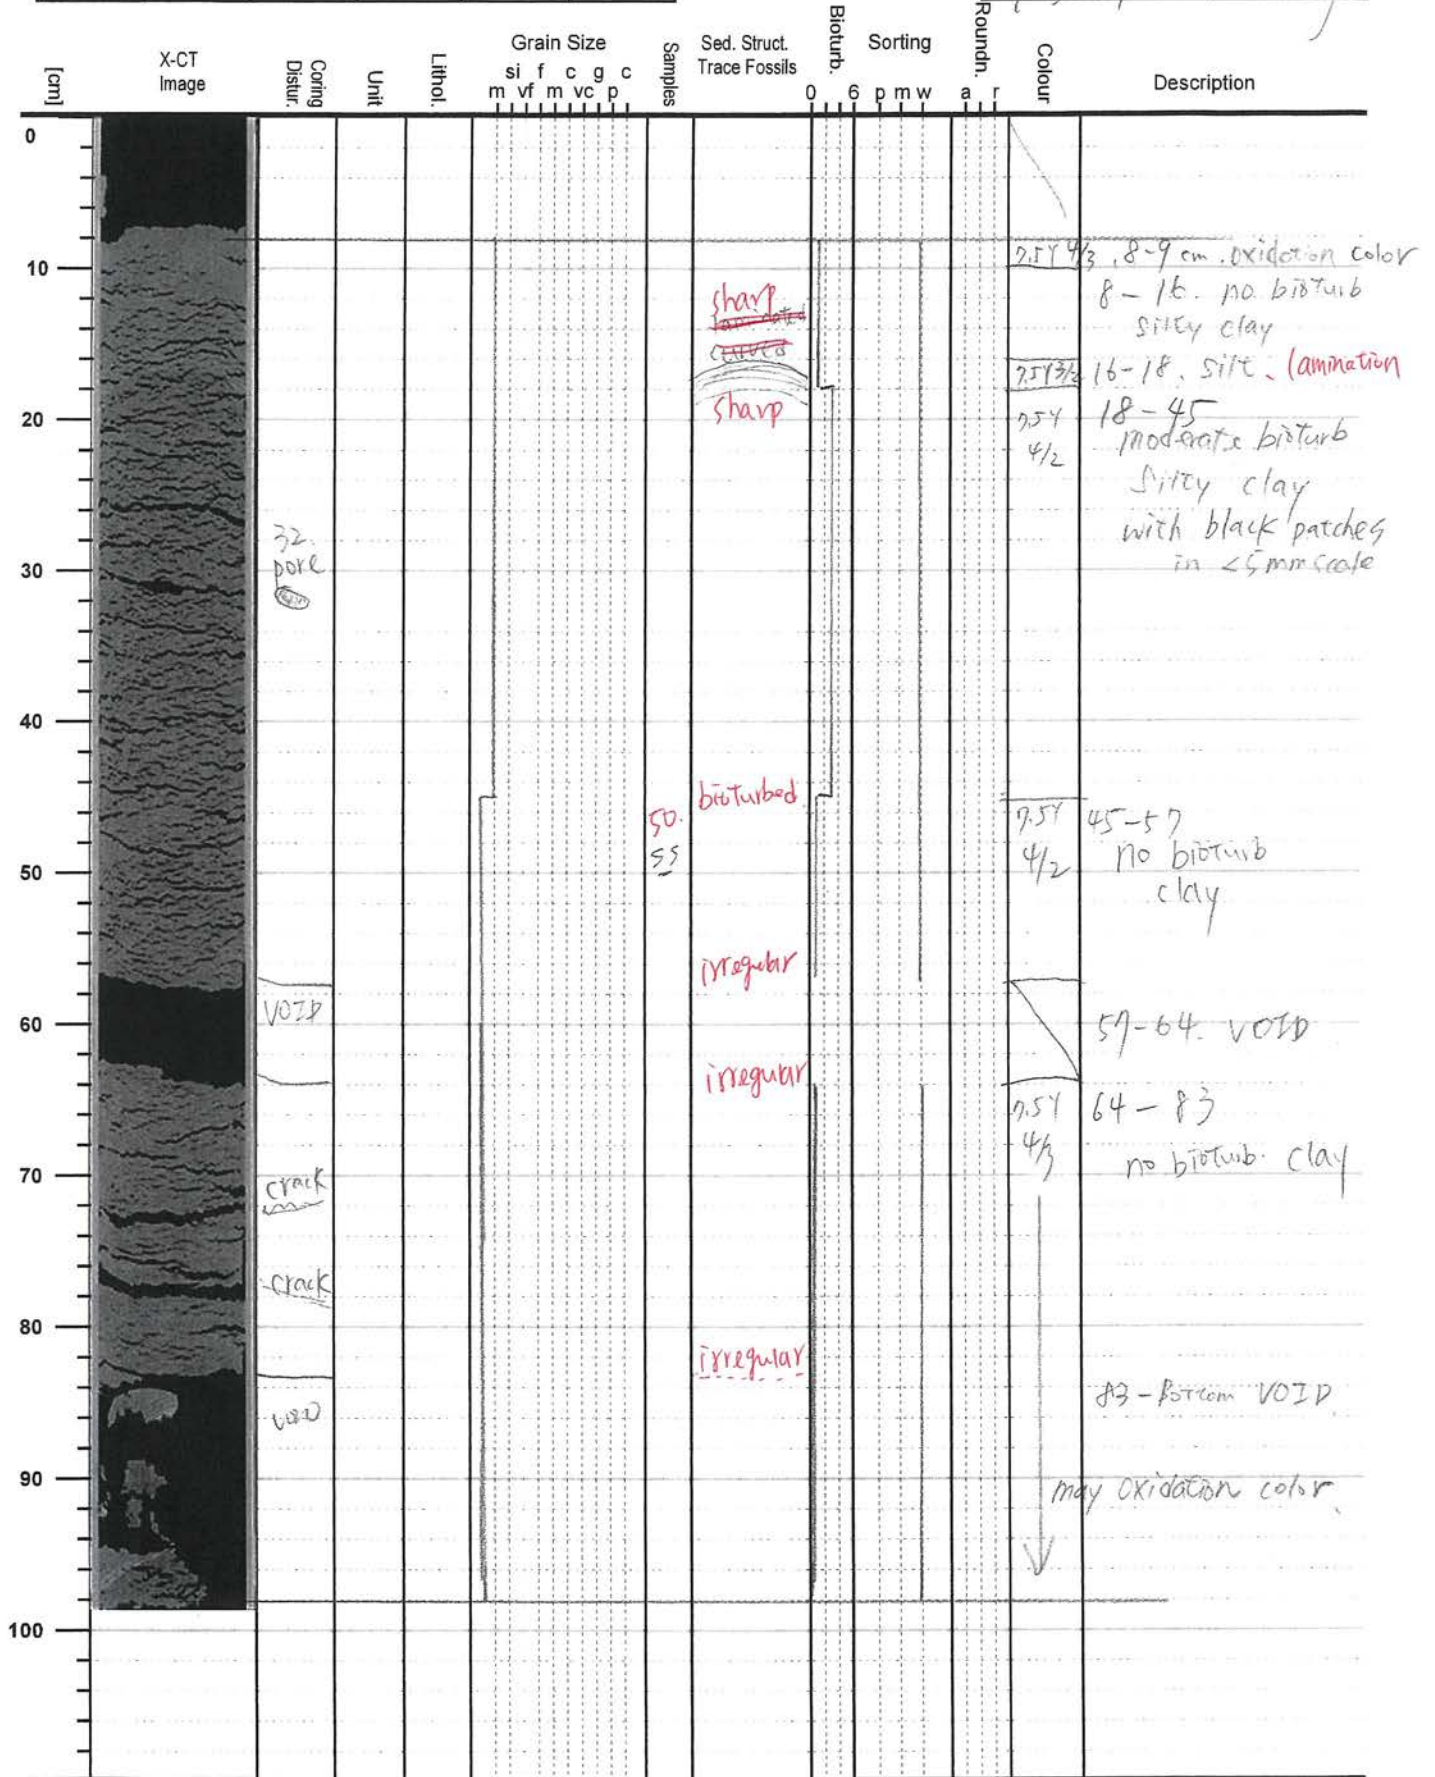 [cm]
X-CT
Image
Coring
Distur.
Unit
Lithol.
Grain Size
si f c g c
m vf m vc p
Samples
Sed. Struct.
Trace Fossils
Bioturb.
0 6
Sorting
p m w
Roundn.
a r
Colour
Description
0
10
20
30
40
50
60
70
80
90
100
7.5Y 4/3 . 8-9 cm . oxidation color
8-16. no bioturb
silty clay
sharp
laminated
curved
7.5Y 3/2 16-18. silt. lamination
sharp
7.5Y 18-45
4/2 moderate bioturb
silty clay
with black patches
in <5mm scale
32.
pore
bioturbed
50.
SS
7.5Y 45-57
4/2 no bioturb
clay
irregular
VOID
57-64. VOID
irregular
7.5Y 64-83
4/3 no bioturb. clay
crack
crack
irregular
83-Bottom VOID
VOID
may oxidation color